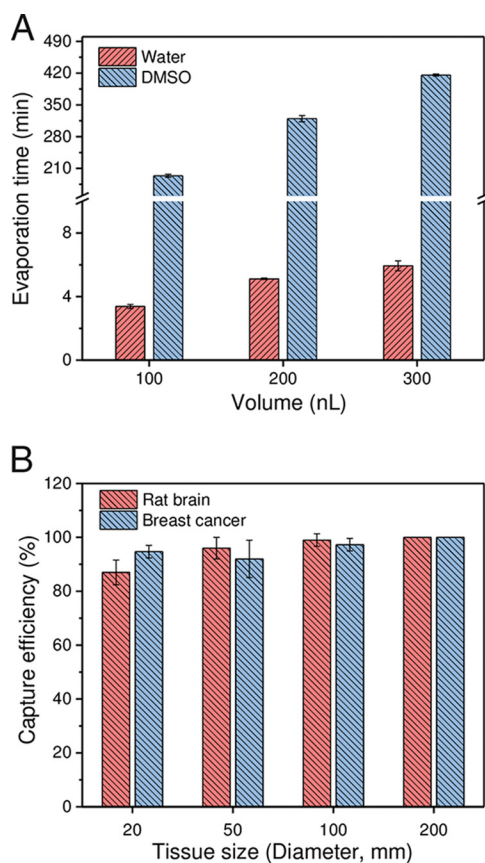 A
490
420
350
280
210
8
4
0
Evaporation time (min)
Water
DMSO
100
200
300
Volume (nL)
B
120
100
80
60
40
20
0
Capture efficiency (%)
Rat brain
Breast cancer
20
50
100
200
Tissue size (Diameter, mm)